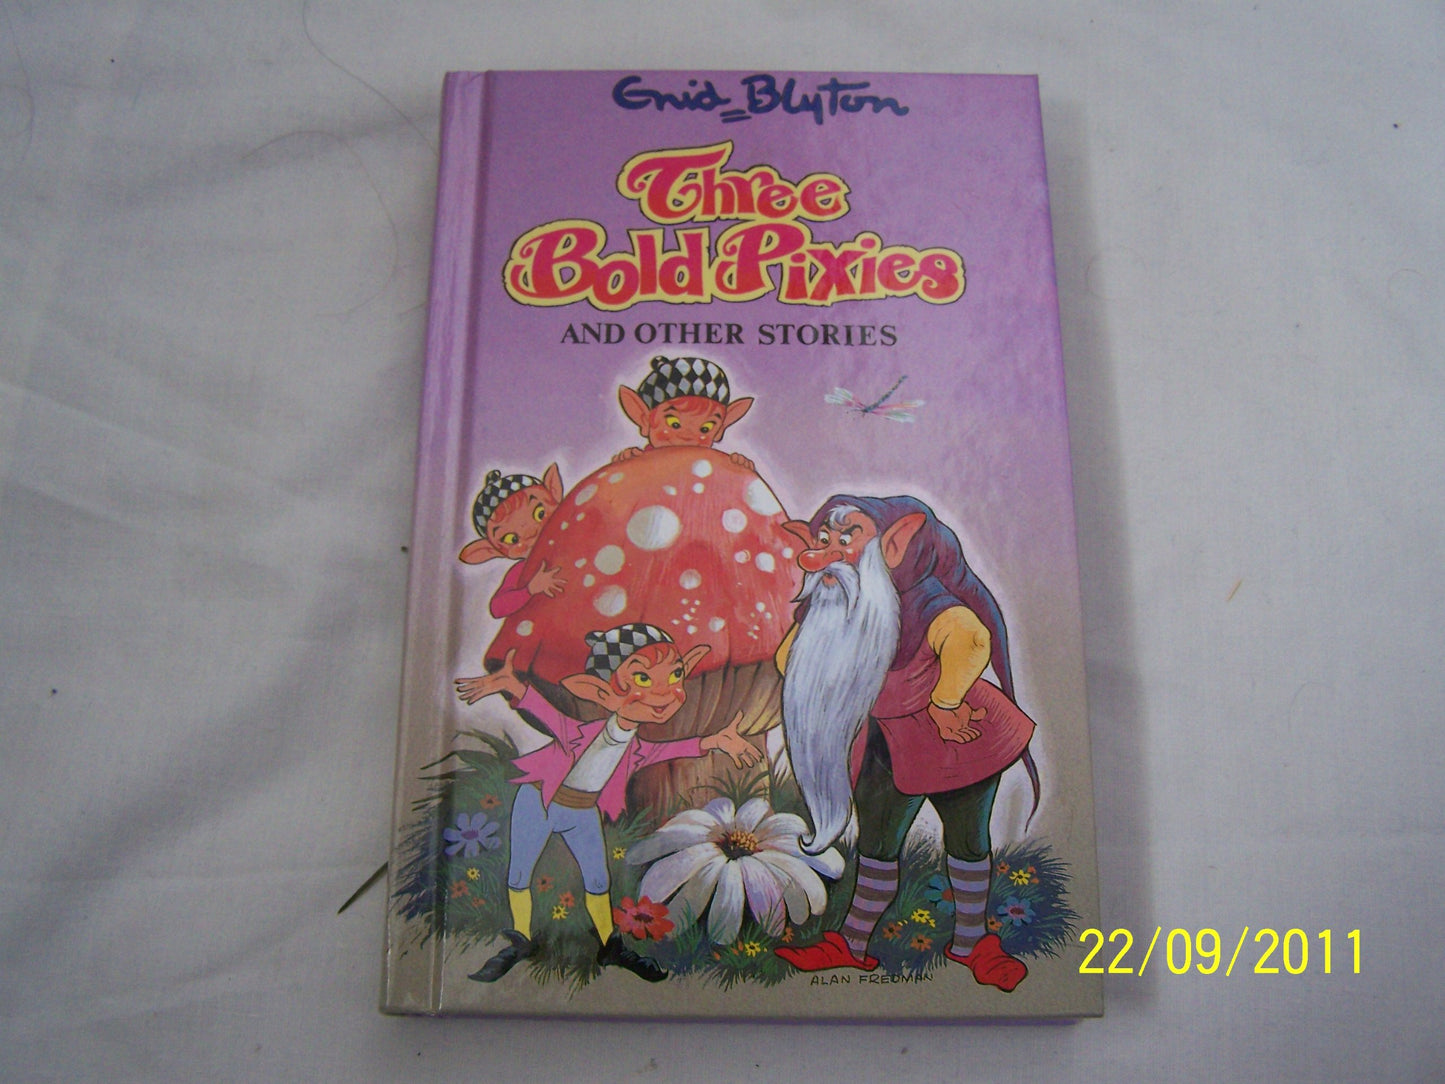 Enid Blyton
Three
Bold Pixies
AND OTHER STORIES
ALAN FREDMAN
22/09/2011